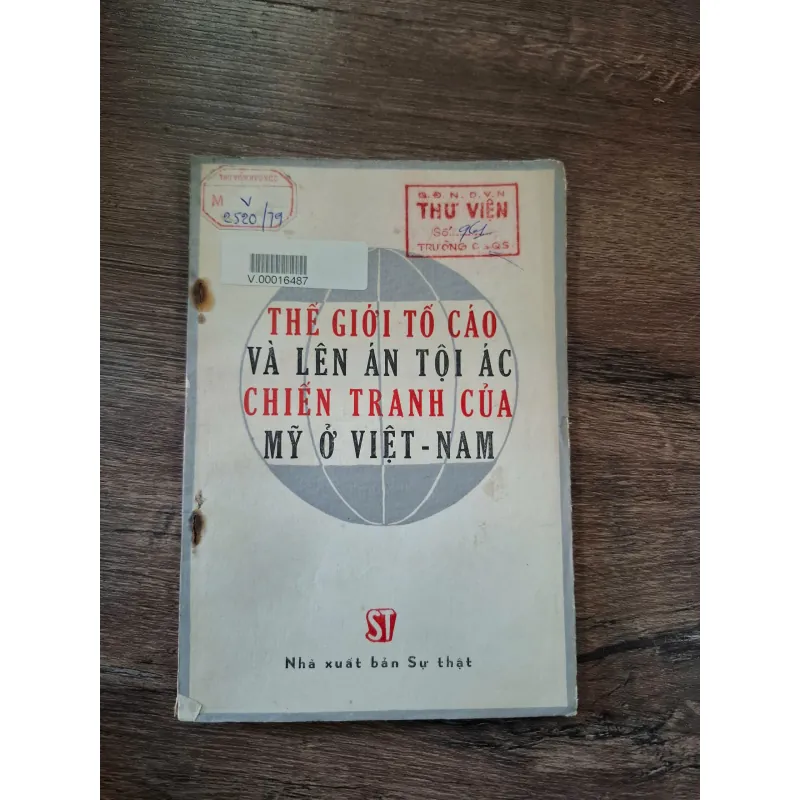 M V
2520/79
Q.Đ.N.D.V.N
THƯ VIỆN
Số
V.00016487
THẾ GIỚI TỐ CÁO
VÀ LÊN ÁN TỘI ÁC
CHIẾN TRANH CỦA
MỸ Ở VIỆT-NAM
ST
Nhà xuất bản Sự thật